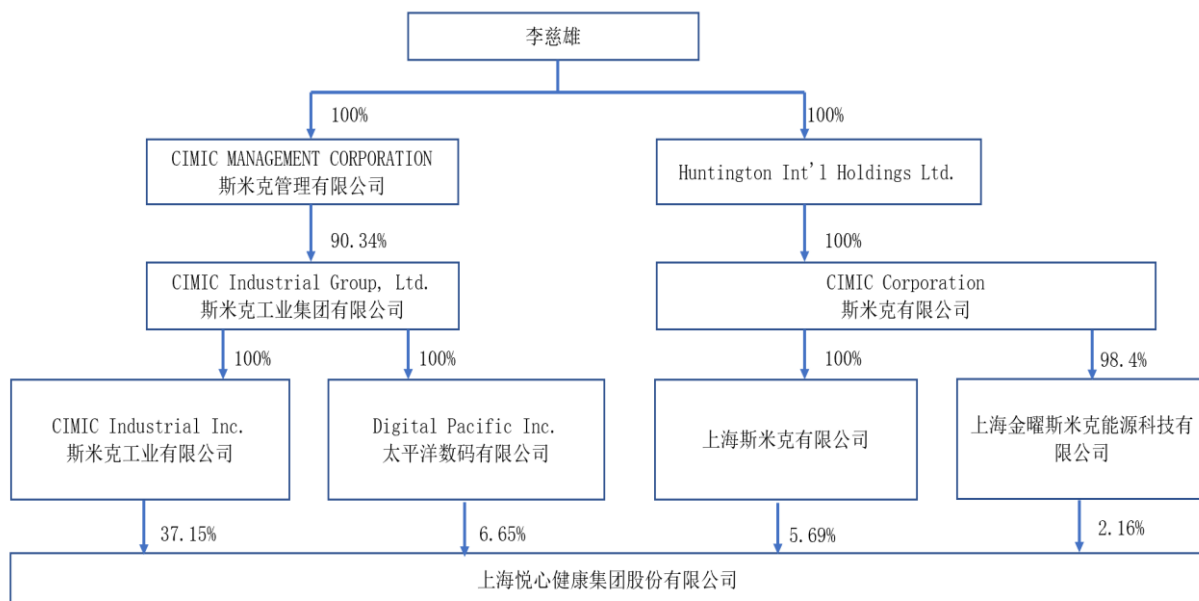 李慈雄
100%
100%
CIMIC MANAGEMENT CORPORATION
斯米克管理有限公司
Huntington Int'l Holdings Ltd.
90.34%
100%
CIMIC Industrial Group, Ltd.
斯米克工业集团有限公司
CIMIC Corporation
斯米克有限公司
100%
100%
100%
98.4%
CIMIC Industrial Inc.
斯米克工业有限公司
Digital Pacific Inc.
太平洋数码有限公司
上海斯米克有限公司
上海金曜斯米克能源科技有
限公司
37.15%
6.65%
5.69%
2.16%
上海悦心健康集团股份有限公司